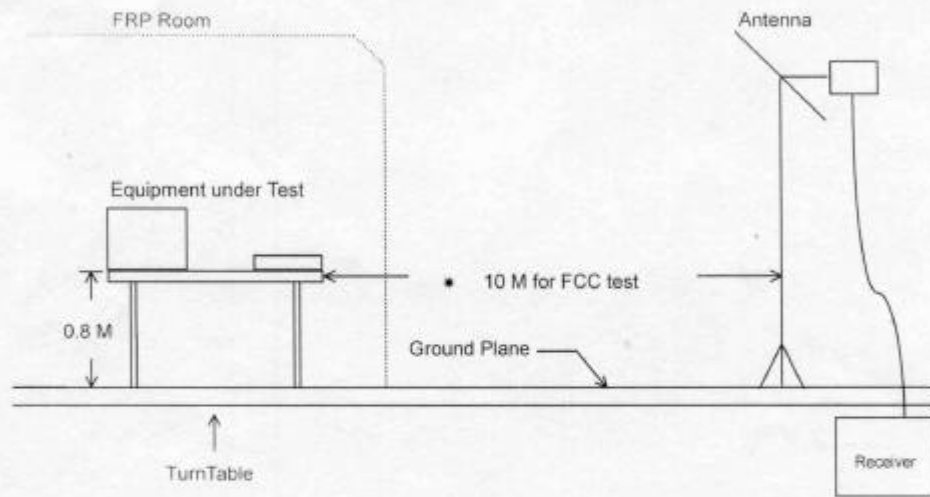 FRP Room
Antenna
Equipment under Test
10 M for FCC test
0.8 M
Ground Plane
TurnTable
Receiver